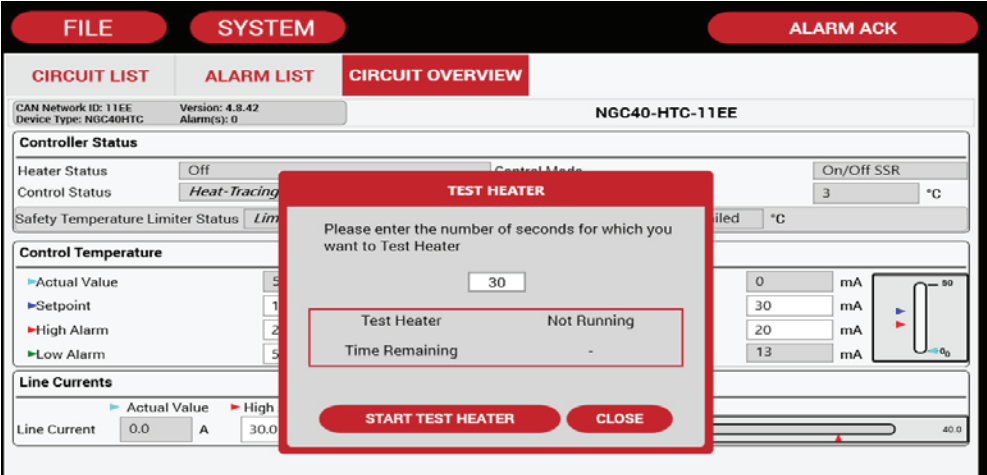 FILE SYSTEM ALARM ACK
CIRCUIT LIST ALARM LIST CIRCUIT OVERVIEW
CAN Network ID: 11EE Version: 4.8.42
Device Type: NGC40HTC Alarm(s): 0
NGC40-HTC-11EE
Controller Status
Heater Status Off Control Mode On/Off SSR
Control Status Heat-Tracing 3 °C
Safety Temperature Limiter Status Lim iled °C
TEST HEATER
Please enter the number of seconds for which you
want to Test Heater
30
Test Heater Not Running
Time Remaining -
START TEST HEATER CLOSE
Control Temperature
Actual Value 5 0 mA
Setpoint 1 30 mA
High Alarm 2 20 mA
Low Alarm 5 13 mA
50
0
Line Currents
Actual Value High
Line Current 0.0 A 30.0 40.0